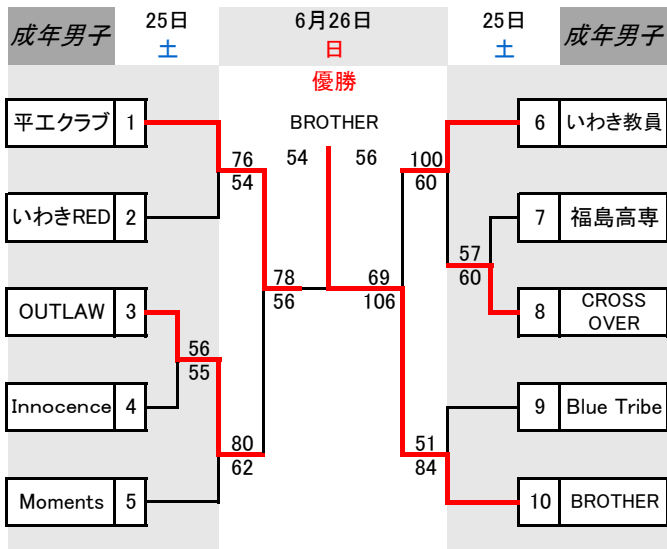 成年男子
25日
土
6月26日
日
25日
土
成年男子
優勝
BROTHER
54 56
平工クラブ 1
いわきRED 2
OUTLAW 3
Innocence 4
Moments 5
76
54
56
55
80
62
78
56
69
106
100
60
57
60
51
84
6 いわき教員
7 福島高専
8 CROSS
OVER
9 Blue Tribe
10 BROTHER